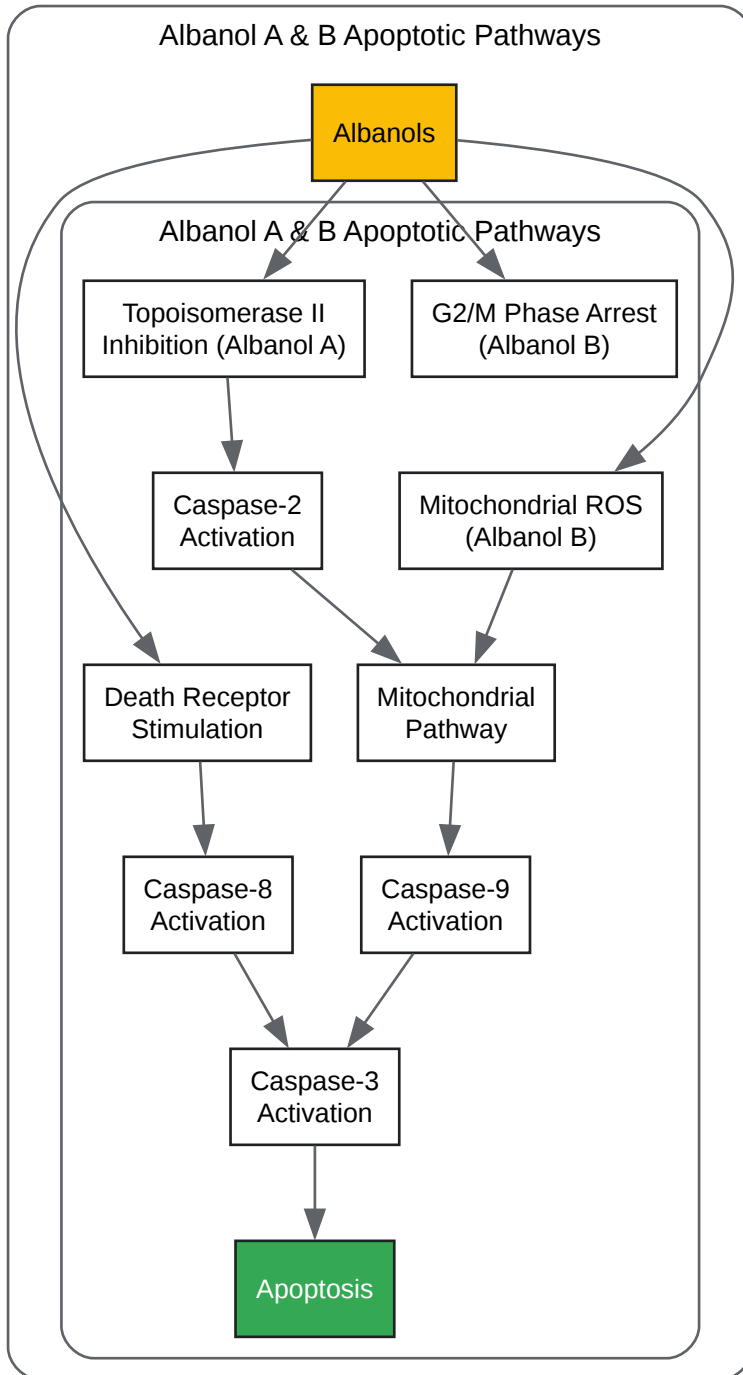 Albanol A & B Apoptotic Pathways
Albanols
Albanol A & B Apoptotic Pathways
Topoisomerase II
Inhibition (Albanol A)
G2/M Phase Arrest
(Albanol B)
Caspase-2
Activation
Mitochondrial ROS
(Albanol B)
Death Receptor
Stimulation
Mitochondrial
Pathway
Caspase-8
Activation
Caspase-9
Activation
Caspase-3
Activation
Apoptosis